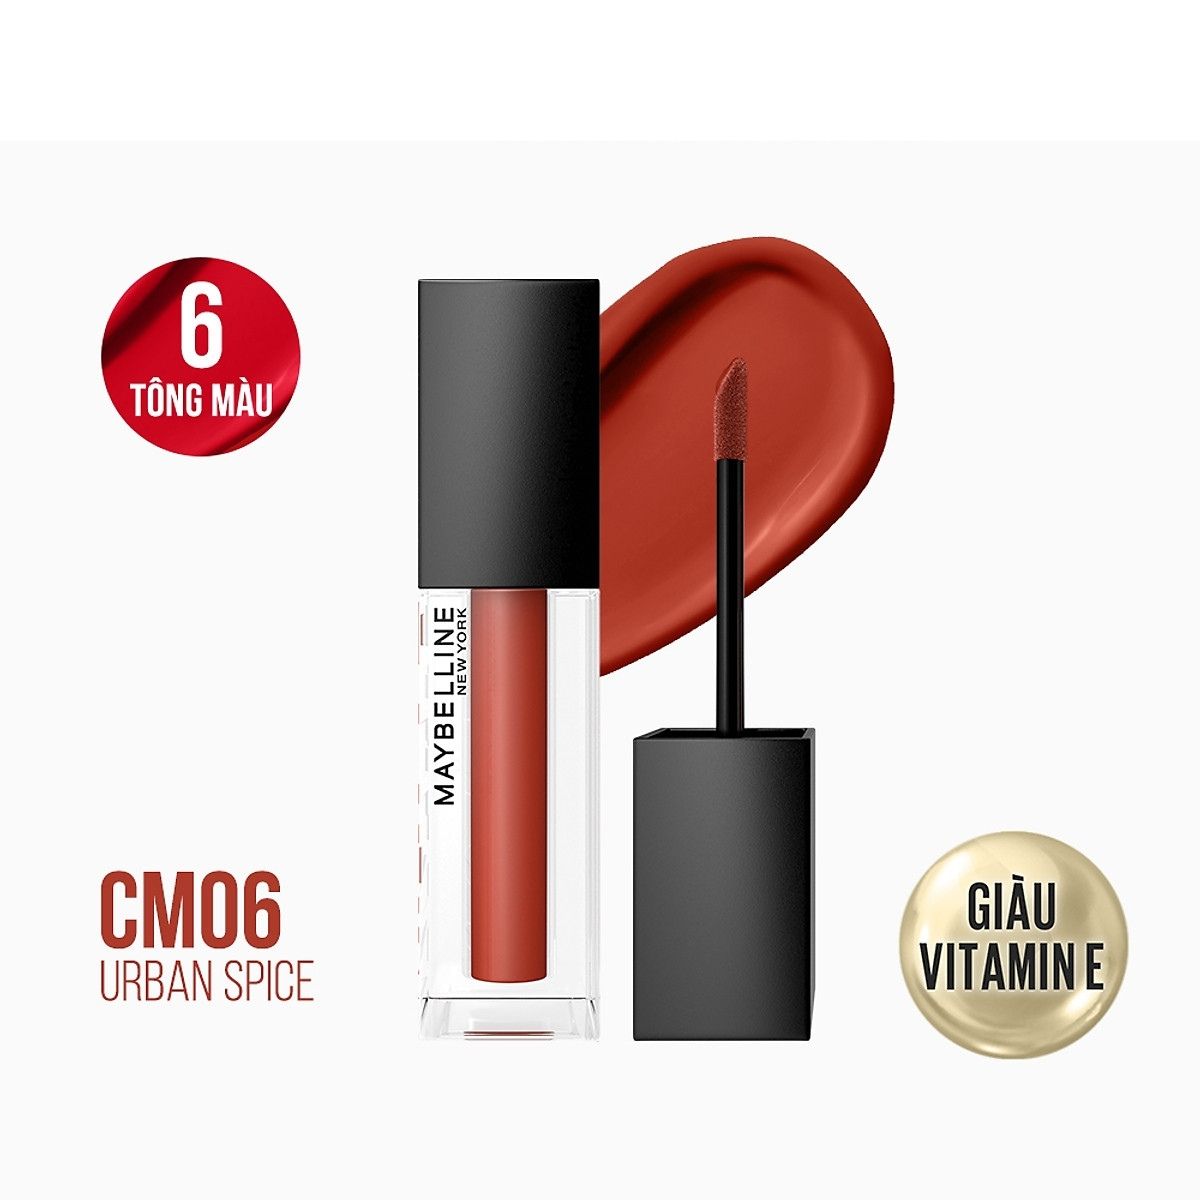 6
TÔNG MÀU
MAYBELLINE
NEW YORK
CM06
URBAN SPICE
GIÀU
VITAMIN E